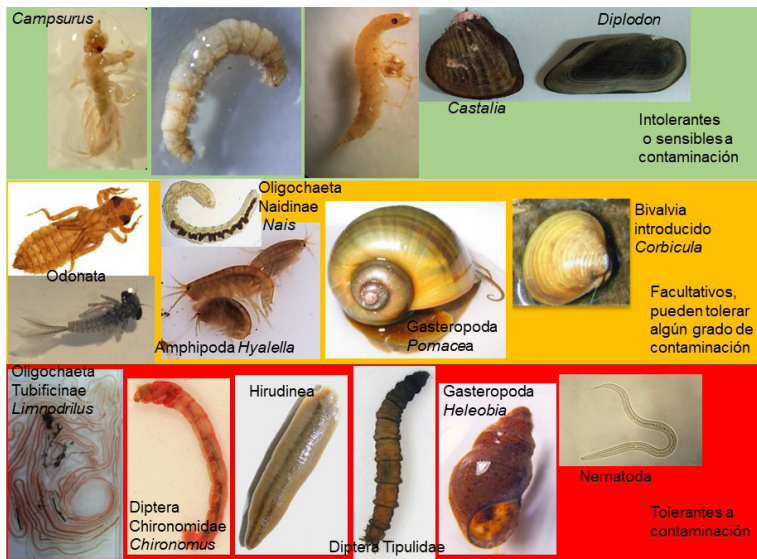 Campsurus
Castalia
Diplodon
Intolerantes
o sensibles a
contaminación
Odonata
Oligochaeta
Naidinae
Nais
Amphipoda Hyalella
Gasteropoda
Pomacea
Bivalvia
introducido
Corbicula
Facultativos,
pueden tolerar
algún grado de
contaminación
Oligochaeta
Tubificinae
Limnodrilus
Diptera
Chironomidae
Chironomus
Hirudinea
Diptera Tipulidae
Gasteropoda
Heleobia
Nematoda
Tolerantes a
contaminación